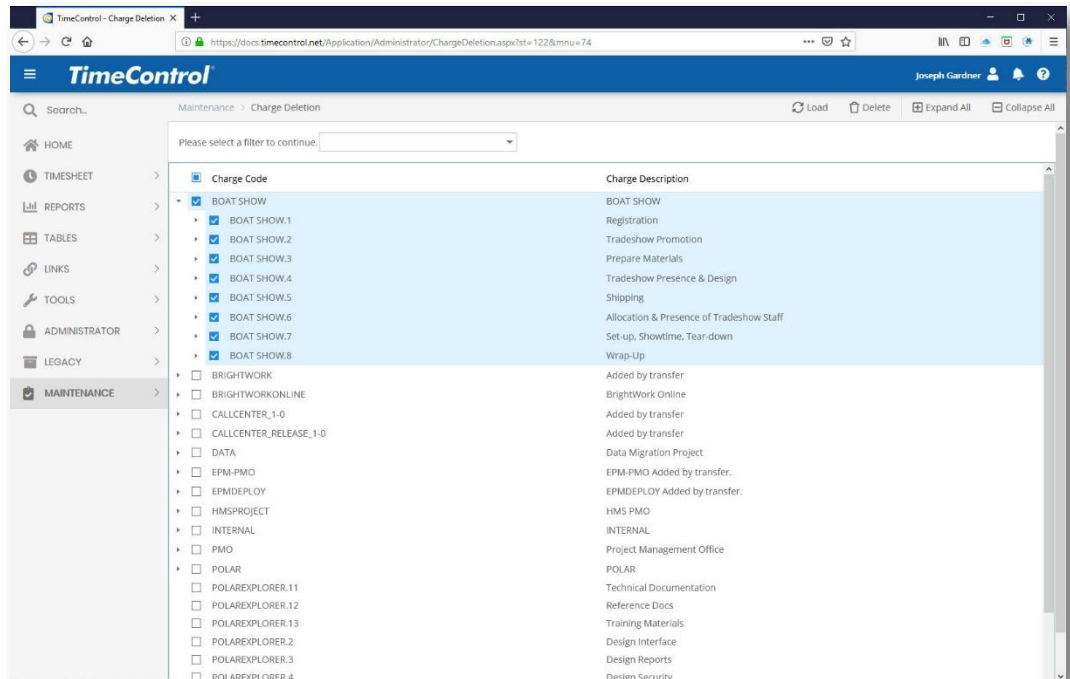 TimeControl - Charge Deletion
https://docs.timecontrol.net/Application/Administrator/ChargeDeletion.aspx?st=122&mnu=74
TimeControl
Joseph Gardner
Search...
Maintenance > Charge Deletion
Load
Delete
Expand All
Collapse All
HOME
TIMESHEET
REPORTS
TABLES
LINKS
TOOLS
ADMINISTRATOR
LEGACY
MAINTENANCE
Please select a filter to continue.
Charge Code Charge Description
BOAT SHOW BOAT SHOW
BOAT SHOW.1 Registration
BOAT SHOW.2 Tradeshow Promotion
BOAT SHOW.3 Prepare Materials
BOAT SHOW.4 Tradeshow Presence & Design
BOAT SHOW.5 Shipping
BOAT SHOW.6 Allocation & Presence of Tradeshow Staff
BOAT SHOW.7 Set-up, Showtime, Tear-down
BOAT SHOW.8 Wrap-Up
BRIGHTWORK Added by transfer
BRIGHTWORKONLINE BrightWork Online
CALLCENTER_1-0 Added by transfer
CALLCENTER_RELEASE_1-0 Added by transfer
DATA Data Migration Project
EPM-PMO EPM-PMO Added by transfer.
EPMDEPLOY EPMDEPLOY Added by transfer.
HMSPROJECT HMS PMO
INTERNAL INTERNAL
PMO Project Management Office
POLAR POLAR
POLAREXPLORER.11 Technical Documentation
POLAREXPLORER.12 Reference Docs
POLAREXPLORER.13 Training Materials
POLAREXPLORER.2 Design Interface
POLAREXPLORER.3 Design Reports
POLAREXPLORER.4 Design Security